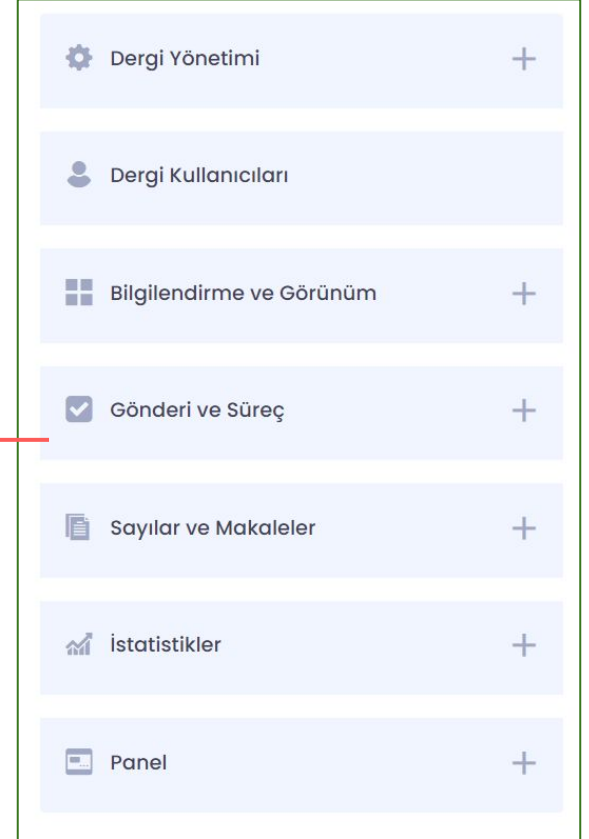 Dergi Yönetimi
Dergi Kullanıcıları
Bilgilendirme ve Görünüm
Gönderi ve Süreç
Sayılar ve Makaleler
İstatistikler
Panel